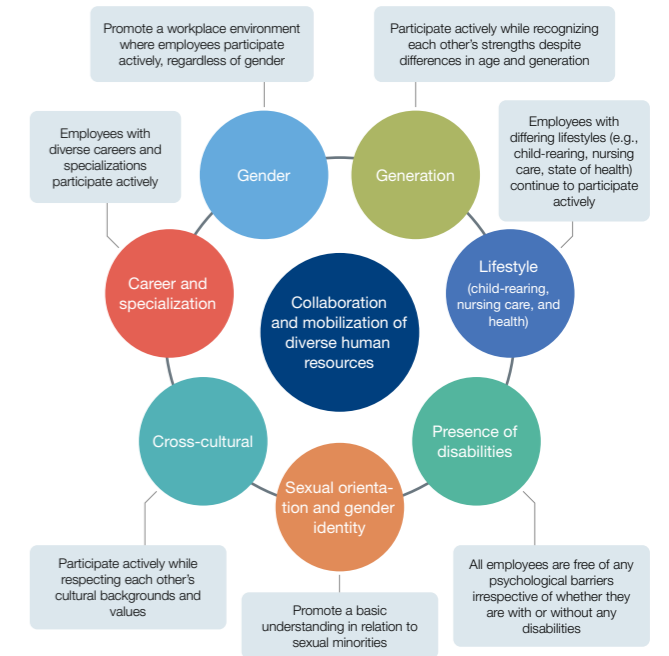 Promote a workplace environment
where employees participate
actively, regardless of gender
Participate actively while recognizing
each other’s strengths despite
differences in age and generation
Employees with
diverse careers and
specializations
participate actively
Employees with
differing lifestyles (e.g.,
child-rearing, nursing
care, state of health)
continue to participate
actively
Gender
Generation
Career and
specialization
Lifestyle
(child-rearing,
nursing care, and
health)
Collaboration
and mobilization of
diverse human
resources
Cross-cultural
Presence of
disabilities
Sexual orienta-
tion and gender
identity
Participate actively while
respecting each other’s
cultural backgrounds and
values
Promote a basic
understanding in relation to
sexual minorities
All employees are free of any
psychological barriers
irrespective of whether they
are with or without any
disabilities